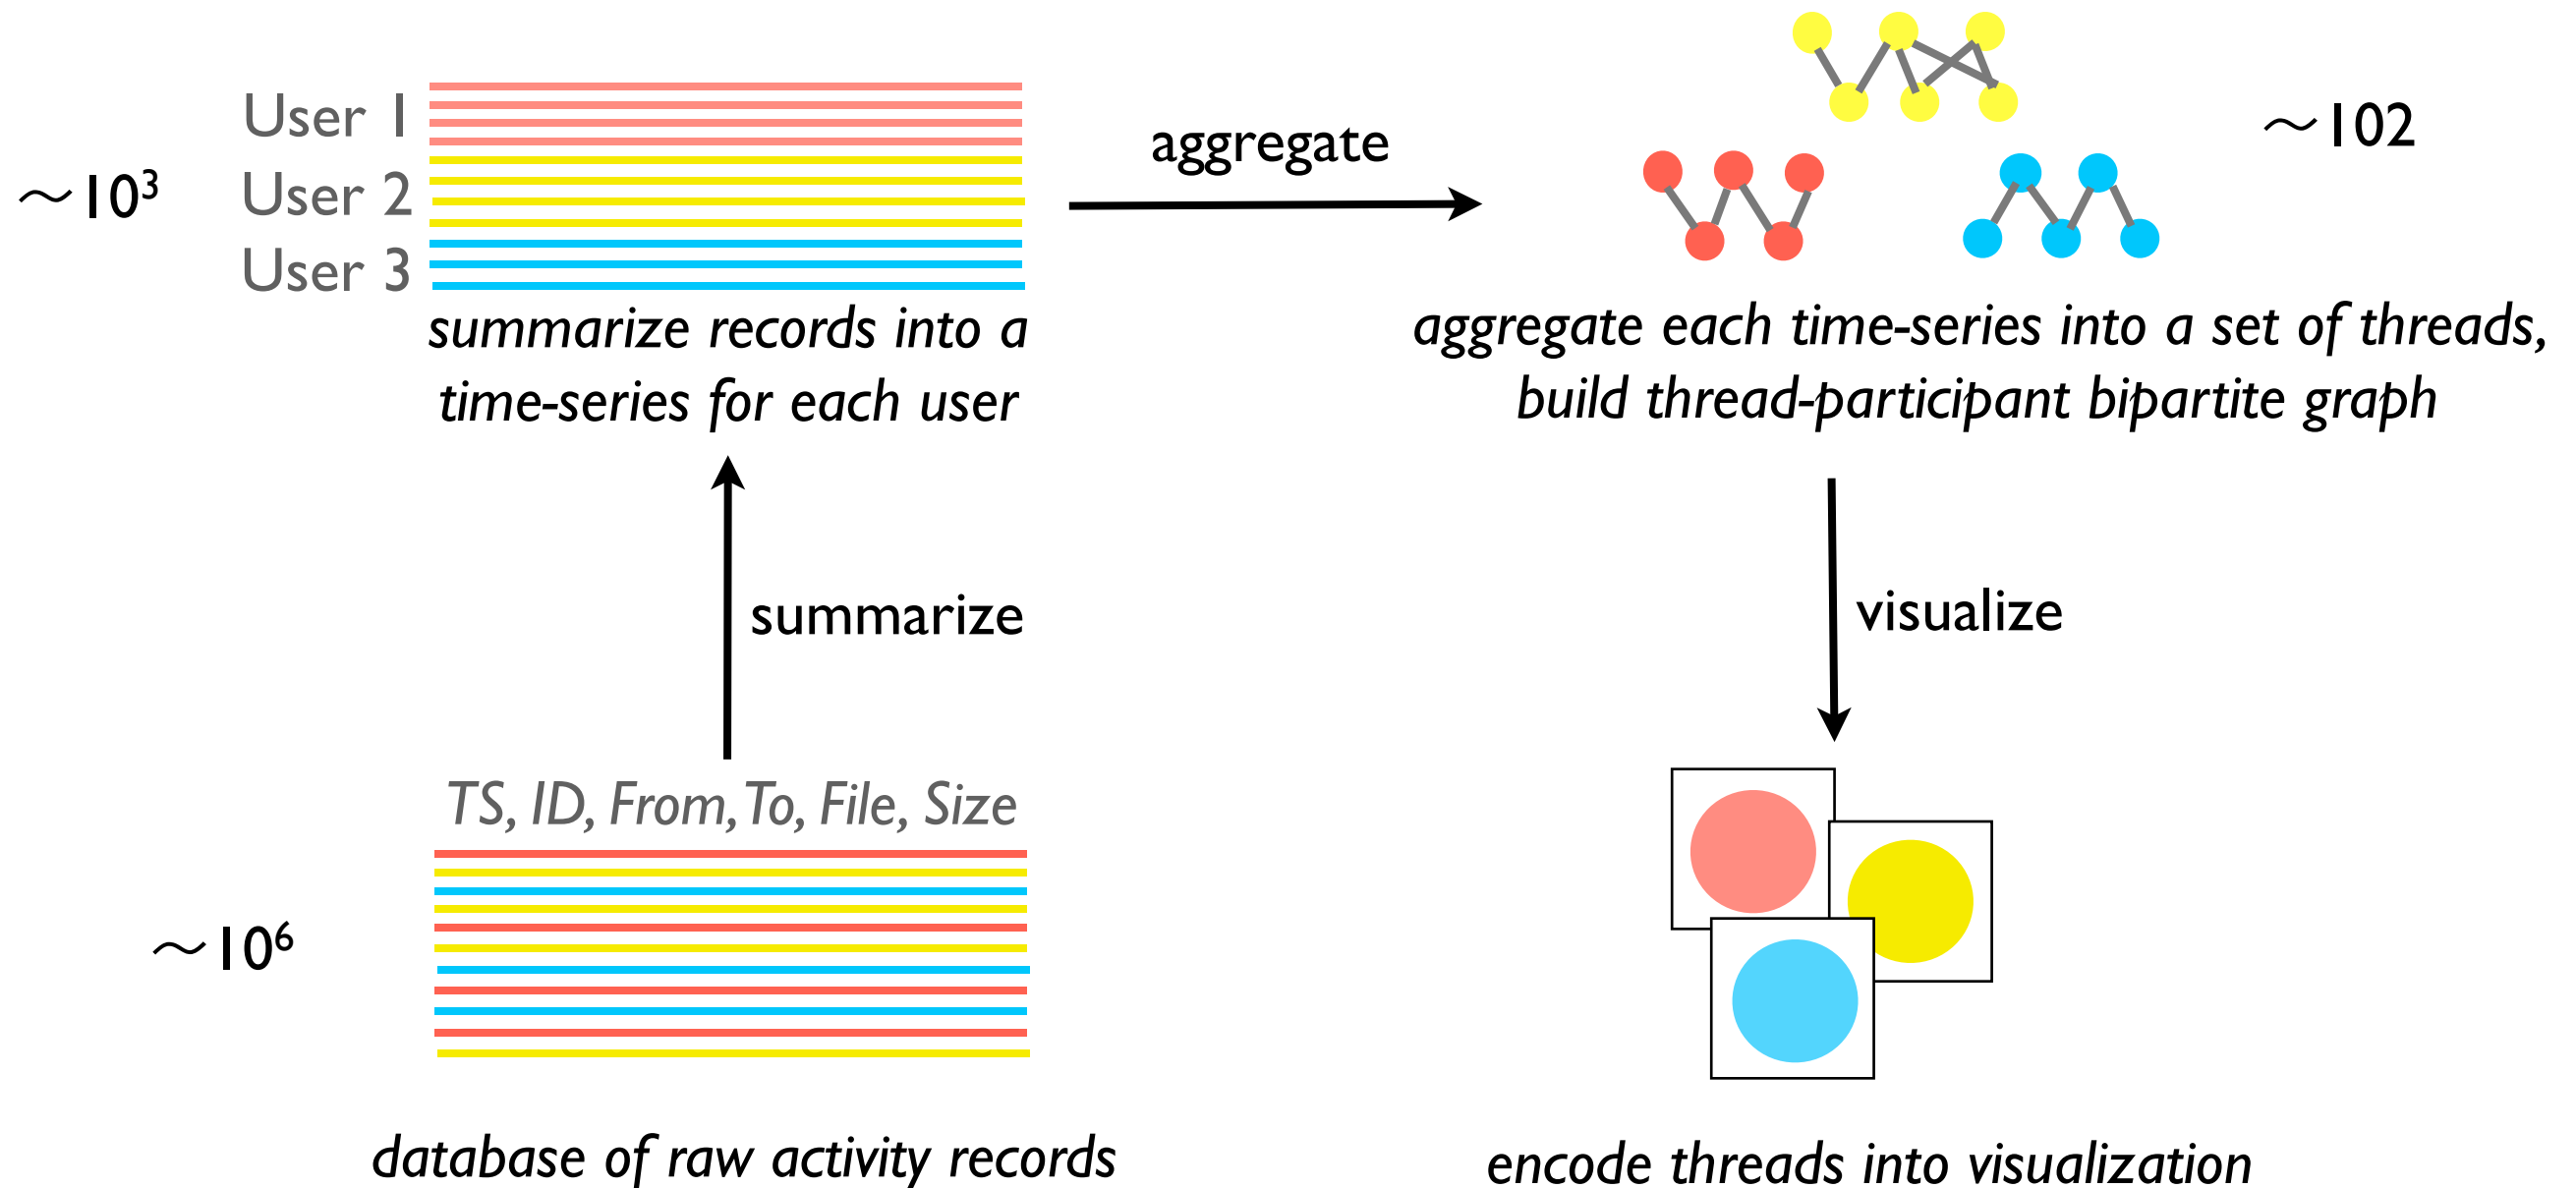 User 1
~10³
User 2
User 3
summarize records into a
time-series for each user
aggregate
~102
aggregate each time-series into a set of threads,
build thread-participant bipartite graph
summarize
visualize
TS, ID, From, To, File, Size
~10⁶
database of raw activity records
encode threads into visualization